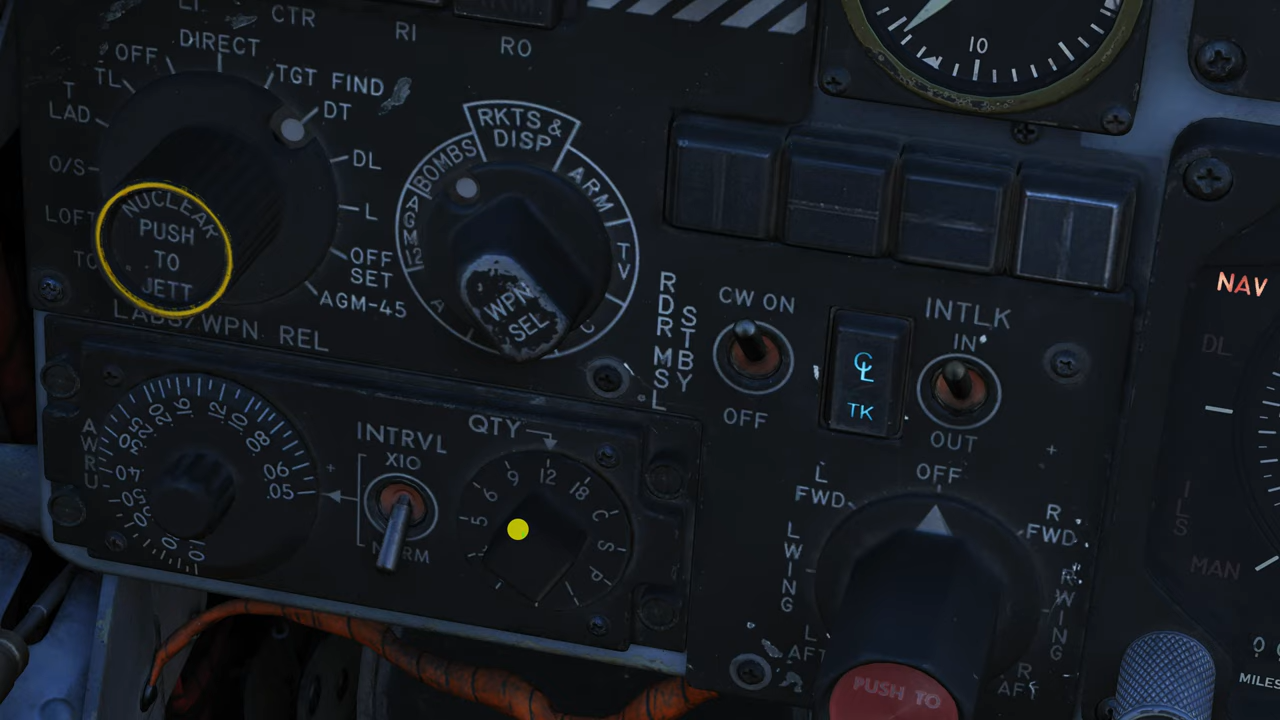 CTR
RI
RO
DIRECT
OFF
TL
TGT FIND
T
LAD
DT
O/S
DL
L
LOFT
OFF
SET
AGM-45
NUCLEAR
PUSH
TO
JETT
LABS/WPN REL
RKTS &
DISP
BOMBS
ARM
AGM12
TV
A
C
WPN
SEL
10
RDR MSL
STBY
CW ON
OFF
CL
TK
INTLK
IN
OUT
NAV
DL
ILS
MAN
AWRU
.20
.16
.12
.10
.08
.06
.05
INTRVL
X10
NORM
QTY
5
6
9
12
18
C
S
P
OFF
L
FWD
R
FWD
L WING
R WING
L
AFT
R
AFT
PUSH TO
MILES